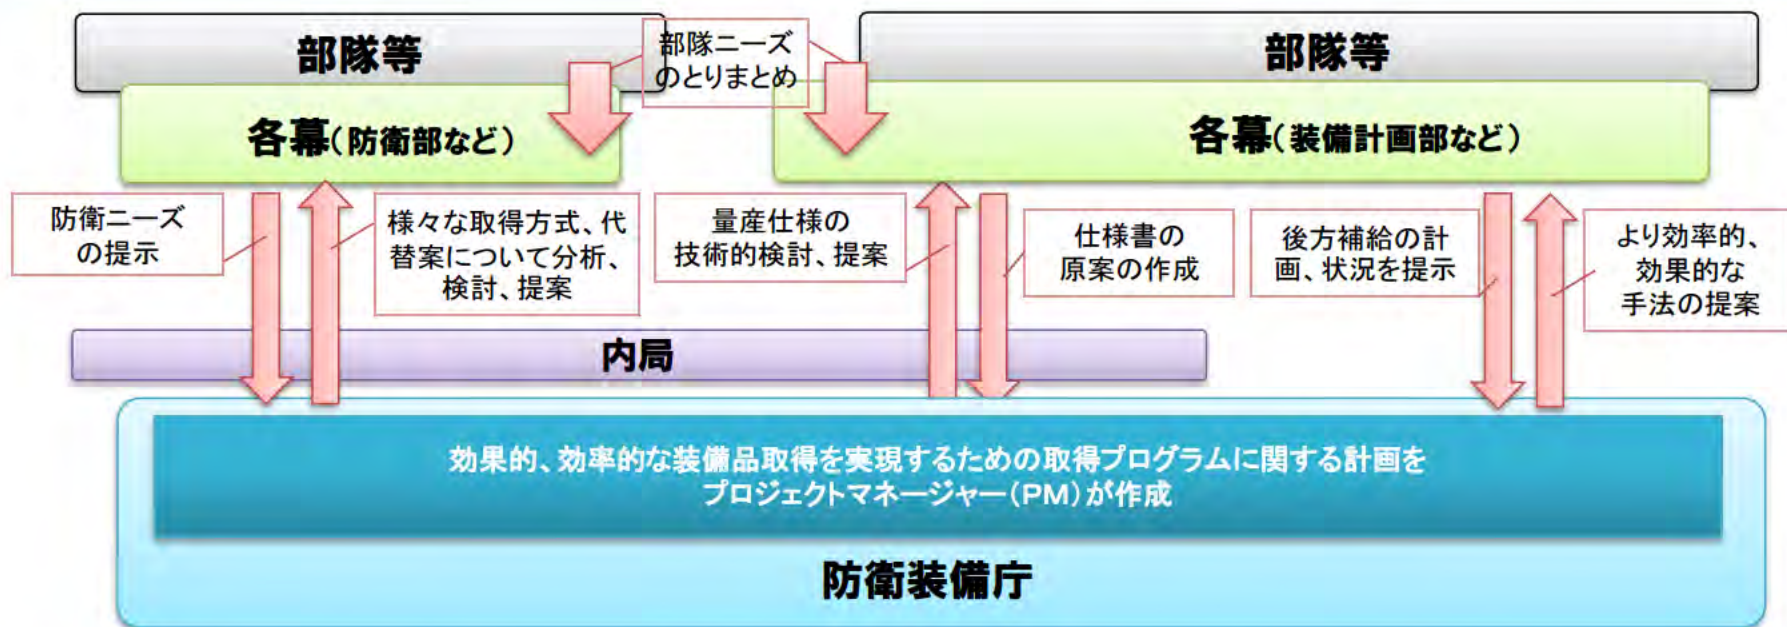 部隊等
部隊ニーズ
のとりまとめ
部隊等
各幕(防衛部など)
各幕(装備計画部など)
防衛ニーズ
の提示
様々な取得方式、代
替案について分析、
検討、提案
量産仕様の
技術的検討、提案
仕様書の
原案の作成
後方補給の計
画、状況を提示
より効率的、
効果的な
手法の提案
内局
効果的、効率的な装備品取得を実現するための取得プログラムに関する計画を
プロジェクトマネージャー(PM)が作成
防衛装備庁